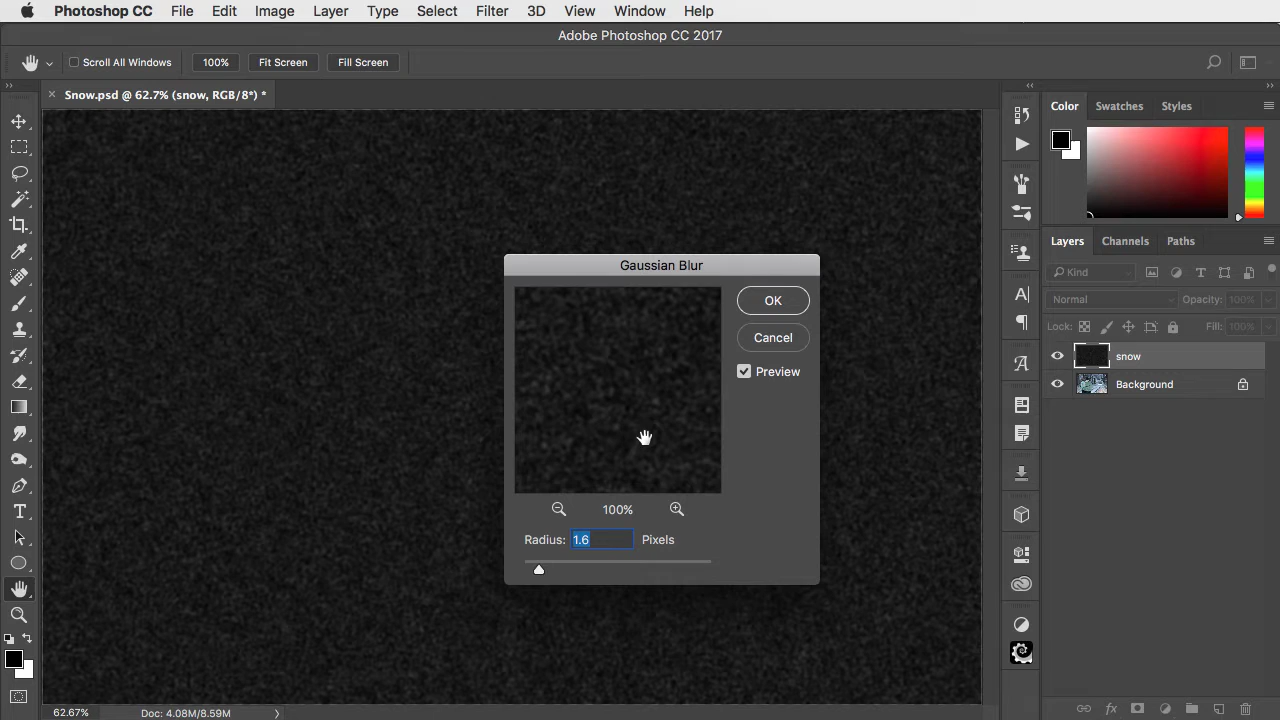 Photoshop CC File Edit Image Layer Type Select Filter 3D View Window Help
Adobe Photoshop CC 2017
Scroll All Windows 100% Fit Screen Fill Screen
Snow.psd @ 62.7% (snow, RGB/8*) *
Color Swatches Styles
Gaussian Blur
OK
Cancel
Preview
100%
Radius: 1.6 Pixels
Layers Channels Paths
Kind
Normal Opacity: 100%
Lock: Fill: 100%
snow
Background
62.67% Doc: 4.08M/8.59M